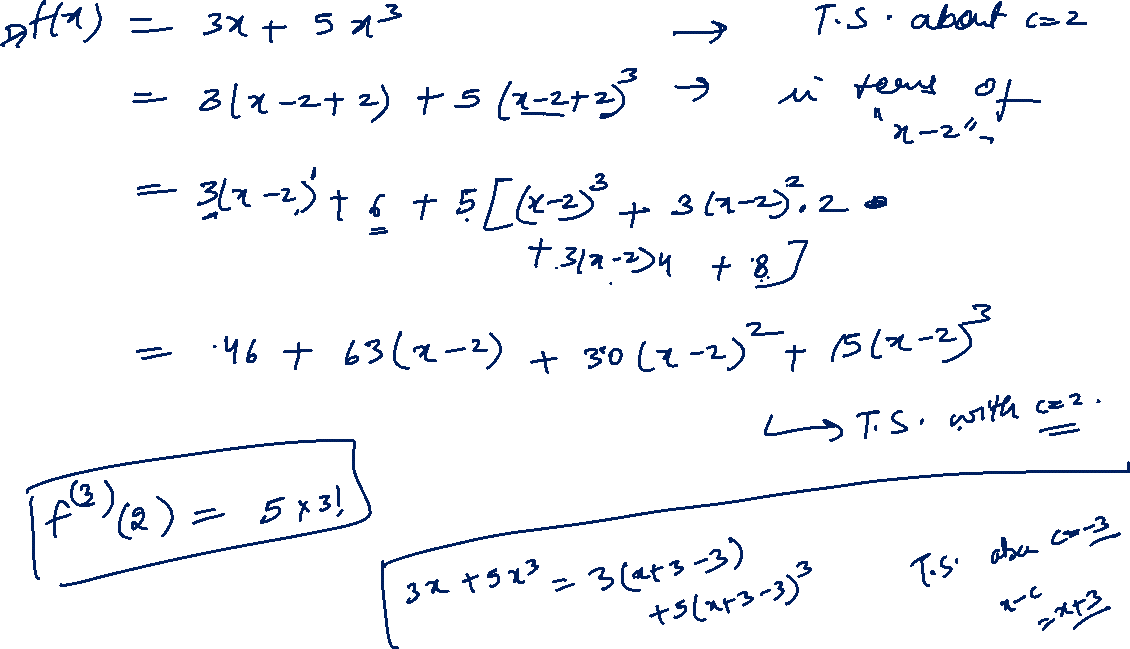 f(x) = 3x + 5x³ → T.S. about c=2
= 3(x-2+2) + 5(x-2+2)³ → in terms of "x-2"
= 3(x-2)¹ + 6 + 5[(x-2)³ + 3(x-2)².2
+ 3(x-2)4 + 8]
= 46 + 63(x-2) + 30(x-2)² + 15(x-2)³
↳ T.S. with c=2.
f⁽³⁾(2) = 5×3!
3x + 5x³ = 3(x+3-3)
+5(x+3-3)³
T.S. c=-3
x-c
=x+3